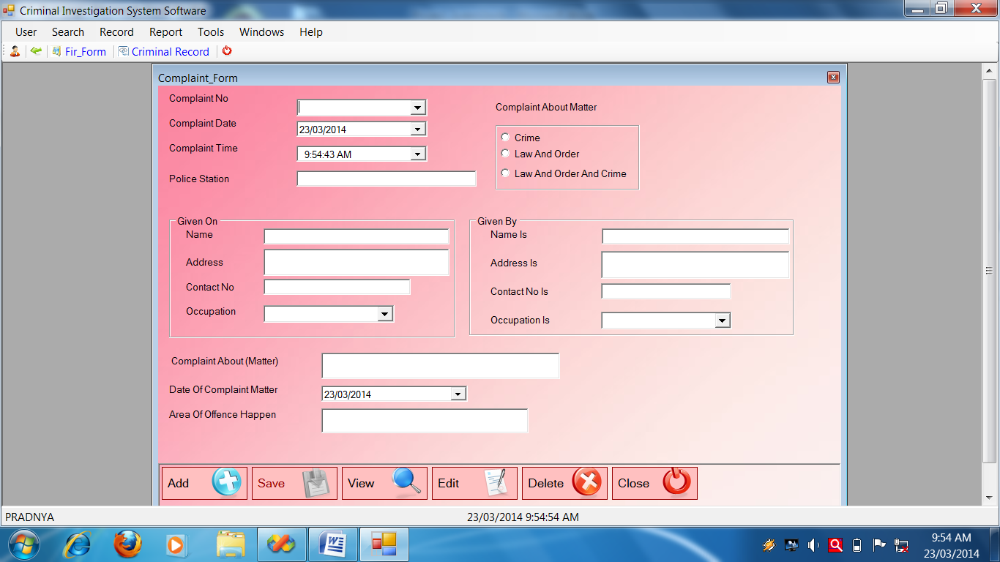 Criminal Investigation System Software
User Search Record Report Tools Windows Help
Fir_Form Criminal Record
Complaint_Form
Complaint No
Complaint Date 23/03/2014
Complaint Time 9:54:43 AM
Police Station
Complaint About Matter
Crime
Law And Order
Law And Order And Crime
Given On
Name
Address
Contact No
Occupation
Given By
Name Is
Address Is
Contact No Is
Occupation Is
Complaint About (Matter)
Date Of Complaint Matter 23/03/2014
Area Of Offence Happen
Add Save View Edit Delete Close
PRADNYA 23/03/2014 9:54:54 AM
9:54 AM
23/03/2014